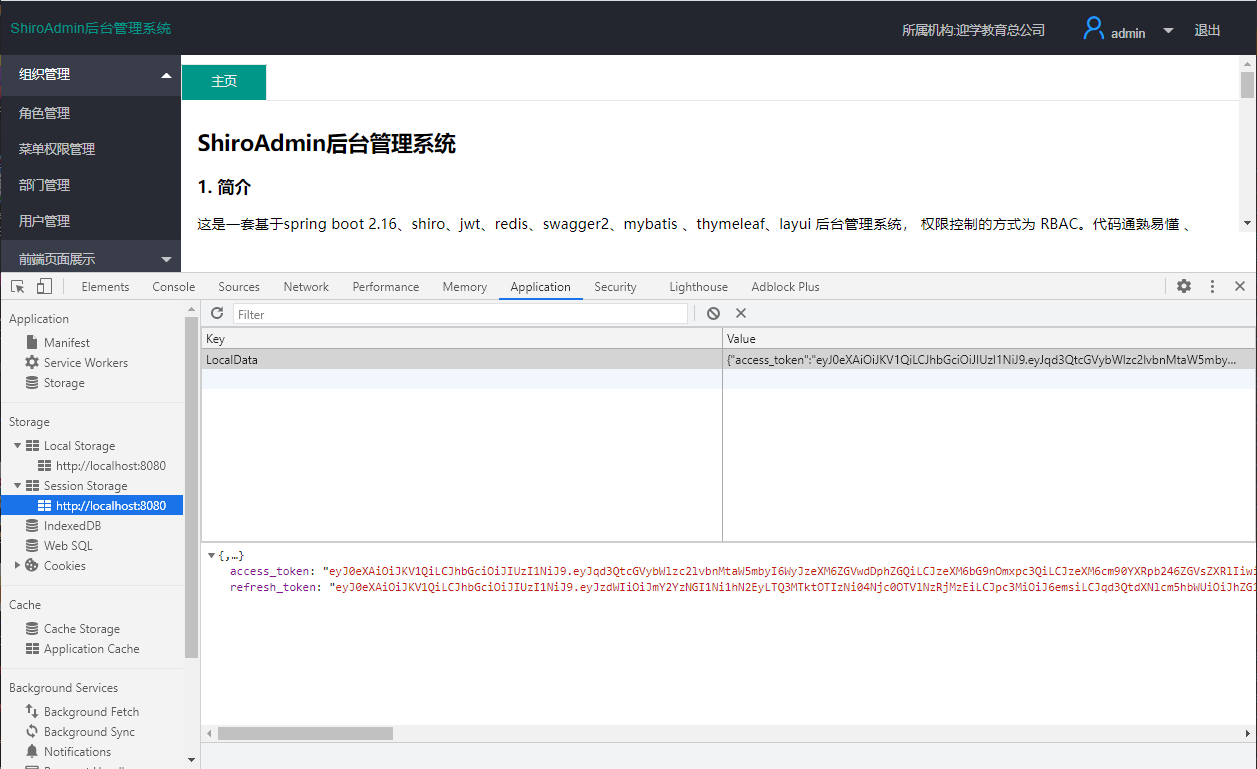 ShiroAdmin后台管理系统
所属机构:迎学教育总公司
admin
退出
组织管理
角色管理
菜单权限管理
部门管理
用户管理
前端页面展示
主页
ShiroAdmin后台管理系统
1. 简介
这是一套基于spring boot 2.16、shiro、jwt、redis、swagger2、mybatis 、thymeleaf、layui 后台管理系统， 权限控制的方式为 RBAC。代码通熟易懂 、
Elements Console Sources Network Performance Memory Application Security Lighthouse Adblock Plus
Application
Manifest
Service Workers
Storage
Storage
Local Storage
http://localhost:8080
Session Storage
http://localhost:8080
IndexedDB
Web SQL
Cookies
Cache
Cache Storage
Application Cache
Background Services
Background Fetch
Background Sync
Notifications
Filter
Key Value
LocalData {"access_token":"eyJ0eXAiOiJKV1QiLCJhbGciOiJIUzI1NiJ9.eyJqd3QtcGVybWlzc2lvbnMtaW5mby...
{,…}
access_token: "eyJ0eXAiOiJKV1QiLCJhbGciOiJIUzI1NiJ9.eyJqd3QtcGVybWlzc2lvbnMtaW5mbyI6WyJzeXM6ZGVwdDphZGQiLCJzeXM6bG9nOmxpc3QiLCJzeXM6cm90YXRpb246ZGVsZXRlIiwi
refresh_token: "eyJ0eXAiOiJKV1QiLCJhbGciOiJIUzI1NiJ9.eyJzdWIiOiJmY2YzNGI1Ni1hN2EyLTQ3MTktOTIzNi04Njc0OTVlNzRjMzEiLCJpc3MiOiJ6emsiLCJqd3QtdXNlcm5hbWUiOiJhZG1